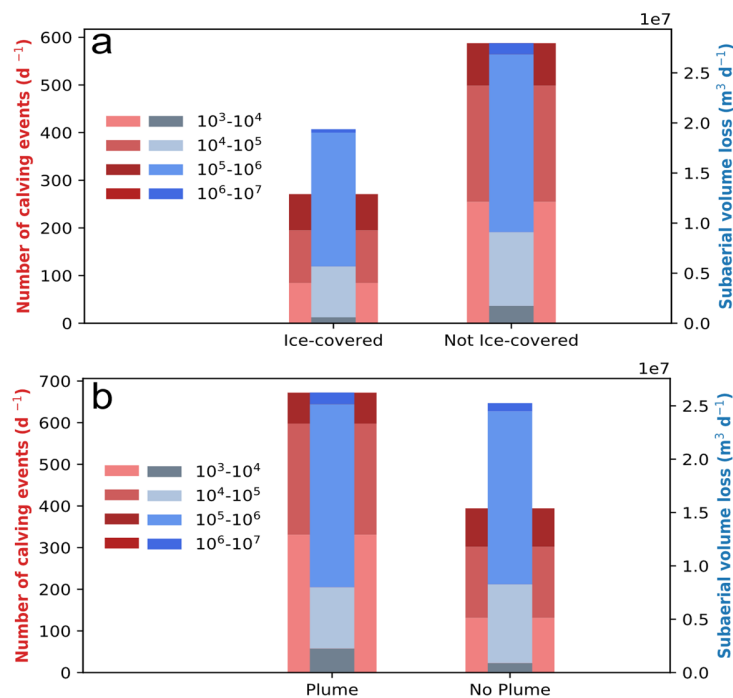 a
1e7
Number of calving events (d ⁻¹)
600
500
400
300
200
100
0
10³-10⁴
10⁴-10⁵
10⁵-10⁶
10⁶-10⁷
Ice-covered
Not Ice-covered
2.5
2.0
1.5
1.0
0.5
0.0
Subaerial volume loss (m³ d⁻¹)
b
1e7
Number of calving events (d ⁻¹)
700
600
500
400
300
200
100
0
10³-10⁴
10⁴-10⁵
10⁵-10⁶
10⁶-10⁷
Plume
No Plume
2.5
2.0
1.5
1.0
0.5
0.0
Subaerial volume loss (m³ d⁻¹)